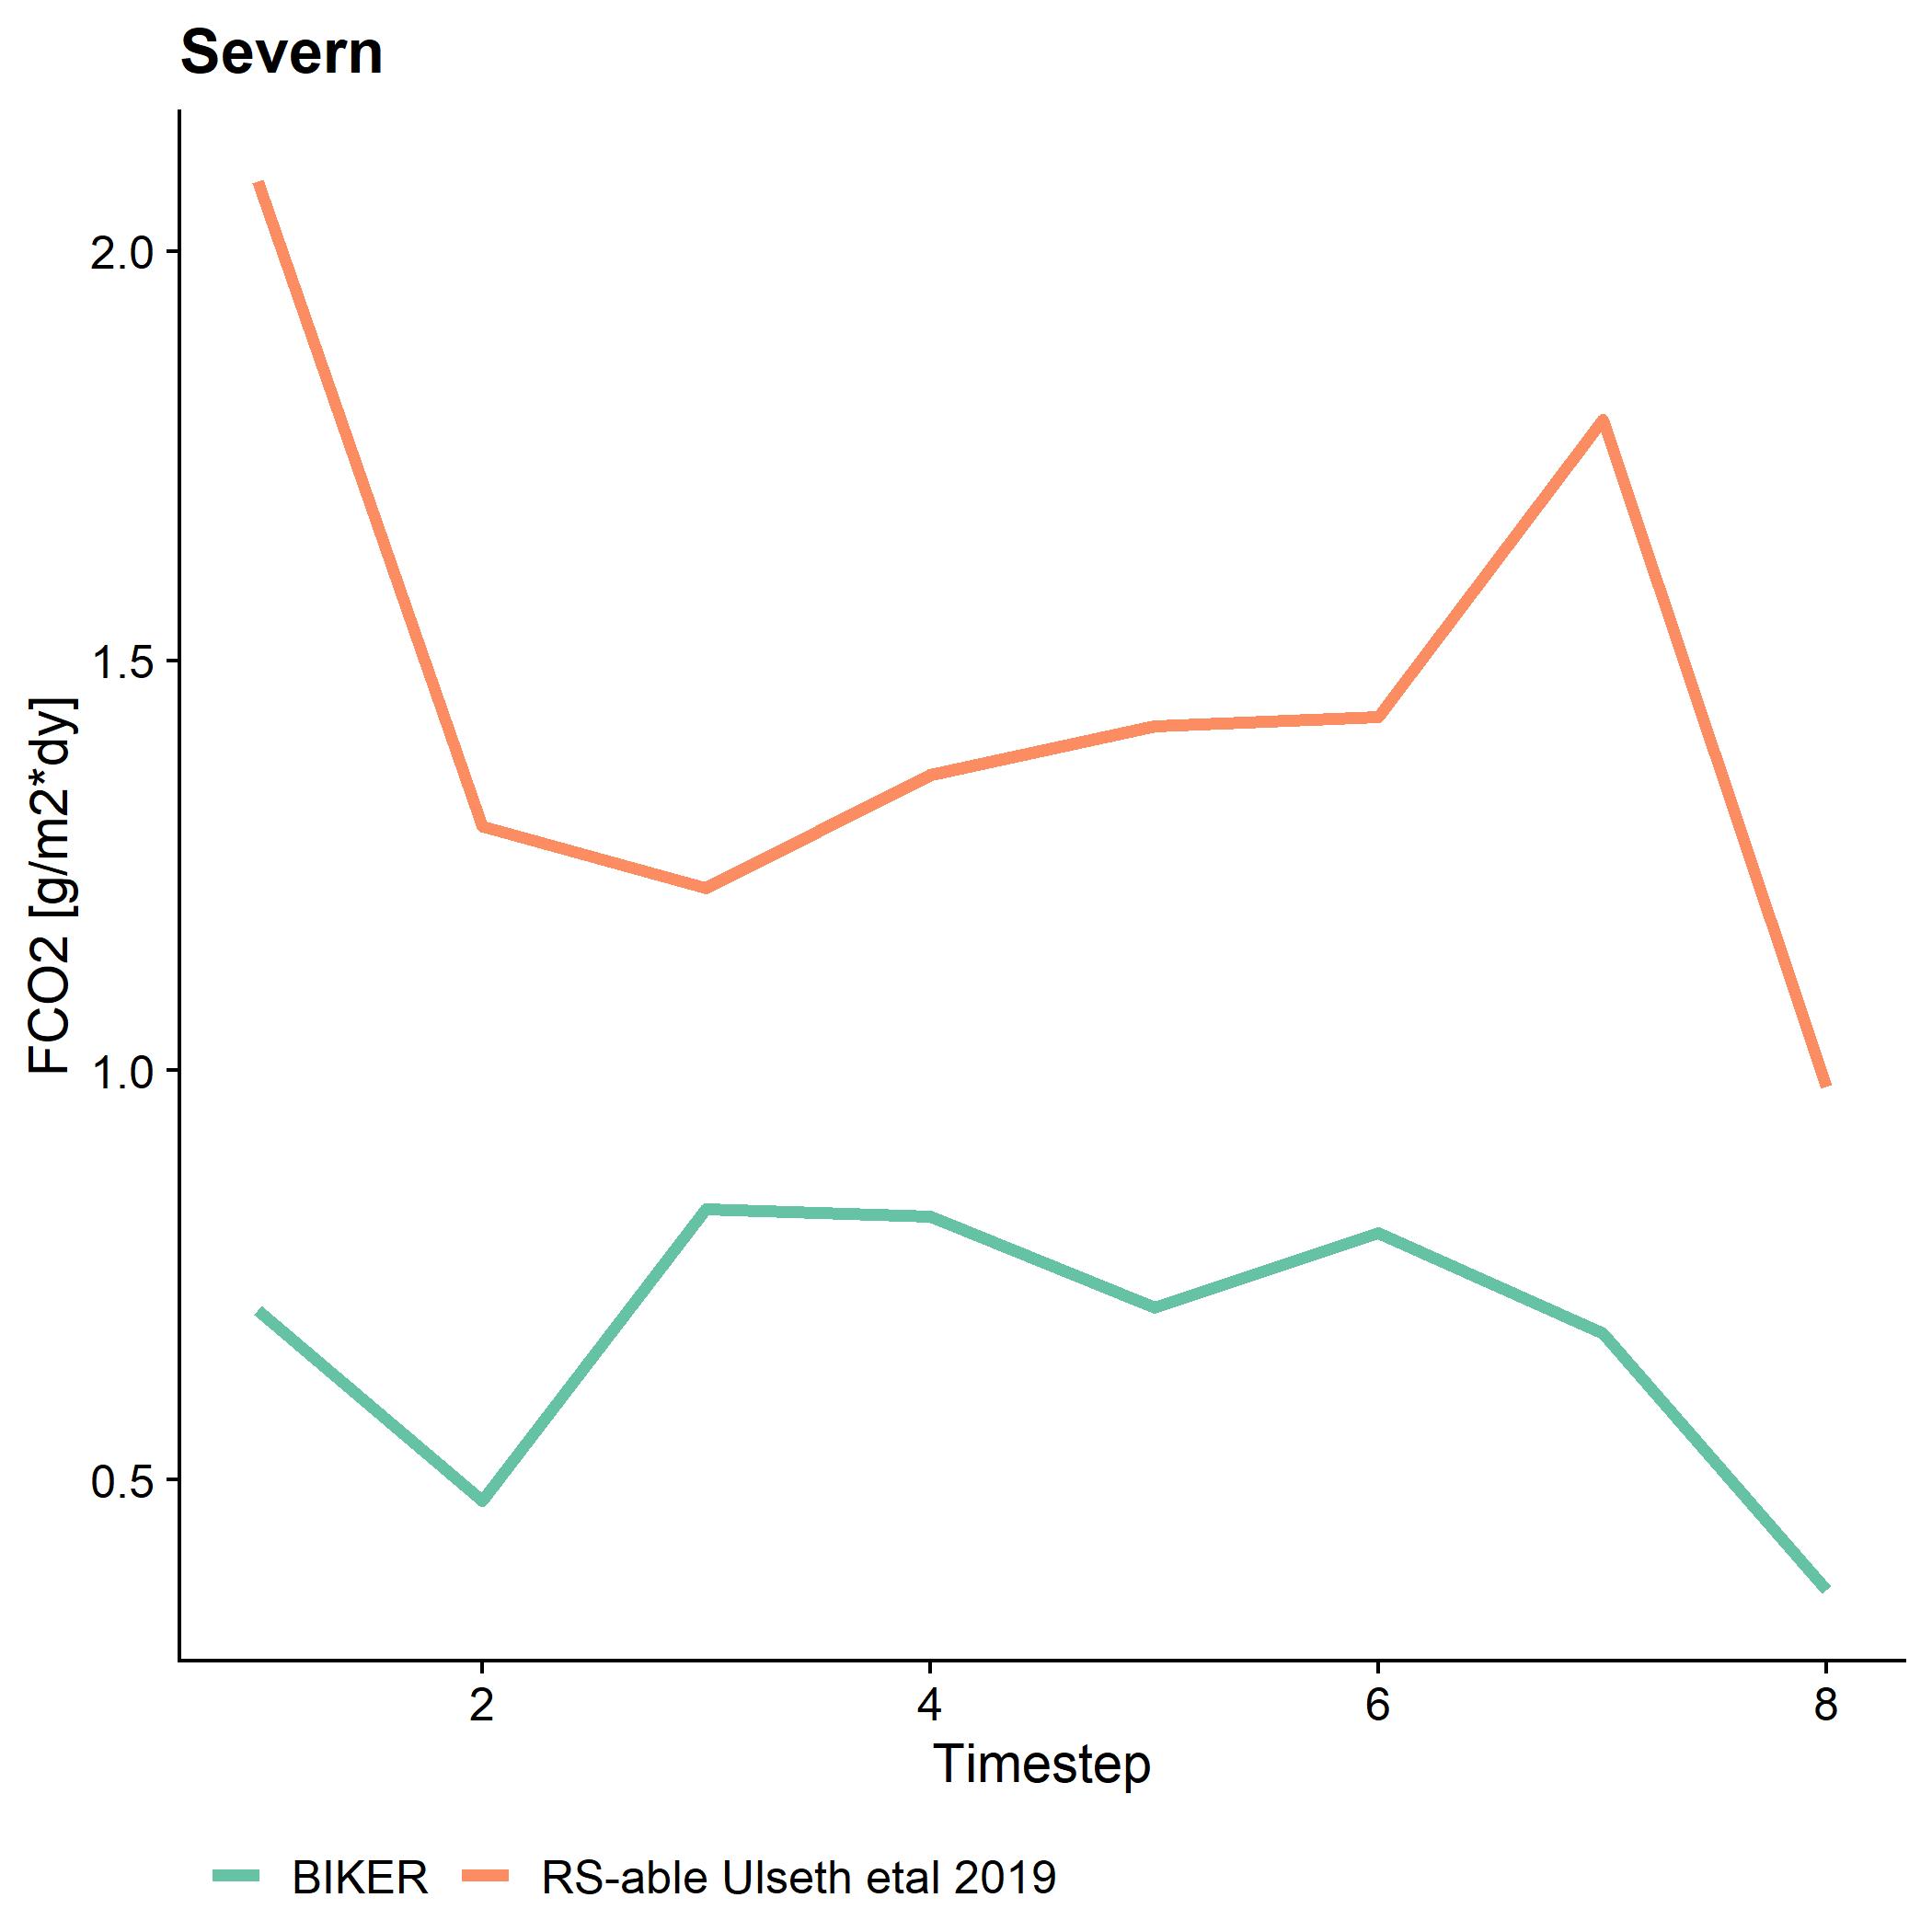 Severn
FCO2 [g/m2*dy]
2.0
1.5
1.0
0.5
2 4 6 8
Timestep
BIKER RS-able Ulseth etal 2019